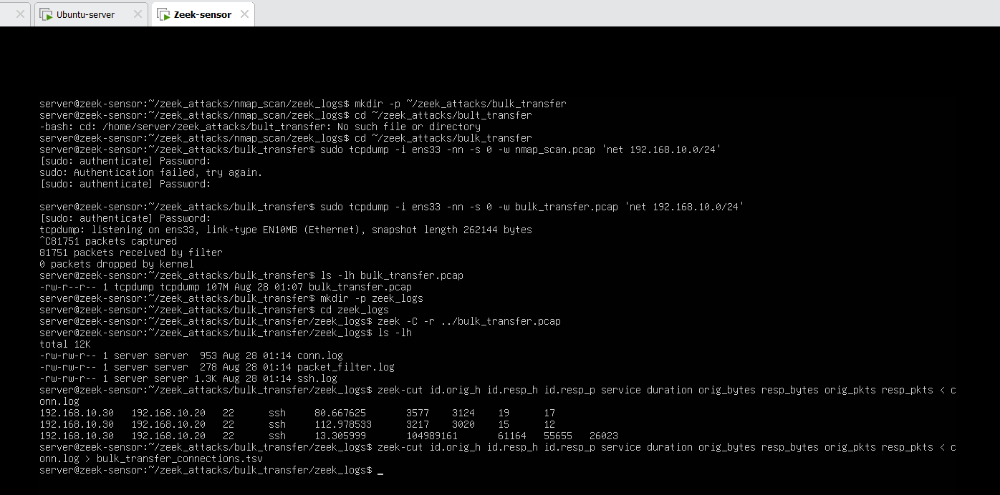 Ubuntu-server Zeek-sensor
server@zeek-sensor:~/zeek_attacks/nmap_scan/zeek_logs$ mkdir -p ~/zeek_attacks/bulk_transfer
server@zeek-sensor:~/zeek_attacks/nmap_scan/zeek_logs$ cd ~/zeek_attacks/bult_transfer
-bash: cd: /home/server/zeek_attacks/bult_transfer: No such file or directory
server@zeek-sensor:~/zeek_attacks/nmap_scan/zeek_logs$ cd ~/zeek_attacks/bulk_transfer
server@zeek-sensor:~/zeek_attacks/bulk_transfer$ sudo tcpdump -i ens33 -nn -s 0 -w nmap_scan.pcap 'net 192.168.10.0/24'
[sudo: authenticate] Password:
sudo: Authentication failed, try again.
[sudo: authenticate] Password:
server@zeek-sensor:~/zeek_attacks/bulk_transfer$ sudo tcpdump -i ens33 -nn -s 0 -w bulk_transfer.pcap 'net 192.168.10.0/24'
[sudo: authenticate] Password:
tcpdump: listening on ens33, link-type EN10MB (Ethernet), snapshot length 262144 bytes
^C81751 packets captured
81751 packets received by filter
0 packets dropped by kernel
server@zeek-sensor:~/zeek_attacks/bulk_transfer$ ls -lh bulk_transfer.pcap
-rw-r--r-- 1 tcpdump tcpdump 107M Aug 28 01:07 bulk_transfer.pcap
server@zeek-sensor:~/zeek_attacks/bulk_transfer$ mkdir -p zeek_logs
server@zeek-sensor:~/zeek_attacks/bulk_transfer$ cd zeek_logs
server@zeek-sensor:~/zeek_attacks/bulk_transfer/zeek_logs$ zeek -C -r ../bulk_transfer.pcap
server@zeek-sensor:~/zeek_attacks/bulk_transfer/zeek_logs$ ls -lh
total 12K
-rw-rw-r-- 1 server server  953 Aug 28 01:14 conn.log
-rw-rw-r-- 1 server server  278 Aug 28 01:14 packet_filter.log
-rw-rw-r-- 1 server server 1.3K Aug 28 01:14 ssh.log
server@zeek-sensor:~/zeek_attacks/bulk_transfer/zeek_logs$ zeek-cut id.orig_h id.resp_h id.resp_p service duration orig_bytes resp_bytes orig_pkts resp_pkts < c
onn.log
192.168.10.30   192.168.10.20   22      ssh     80.667625       3577    3124    19      17
192.168.10.30   192.168.10.20   22      ssh     112.978533      3217    3020    15      12
192.168.10.30   192.168.10.20   22      ssh     13.305999       104989161       61164   55655   26023
server@zeek-sensor:~/zeek_attacks/bulk_transfer/zeek_logs$ zeek-cut id.orig_h id.resp_h id.resp_p service duration orig_bytes resp_bytes orig_pkts resp_pkts < c
onn.log > bulk_transfer_connections.tsv
server@zeek-sensor:~/zeek_attacks/bulk_transfer/zeek_logs$ _